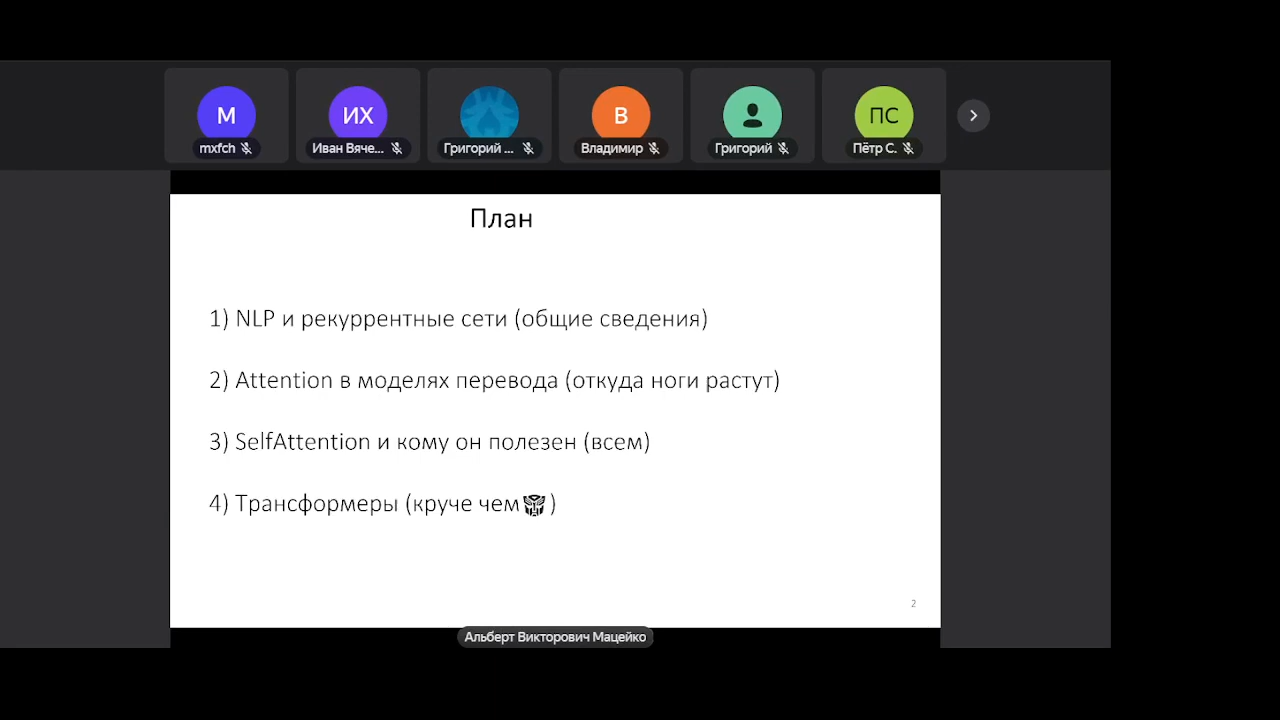 М
ИХ
В
ПС
mxfch
Иван Вяче...
Григорий ...
Владимир
Григорий
Пётр С.
План
1) NLP и рекуррентные сети (общие сведения)
2) Attention в моделях перевода (откуда ноги растут)
3) SelfAttention и кому он полезен (всем)
4) Трансформеры (круче чем )
2
Альберт Викторович Мацейко